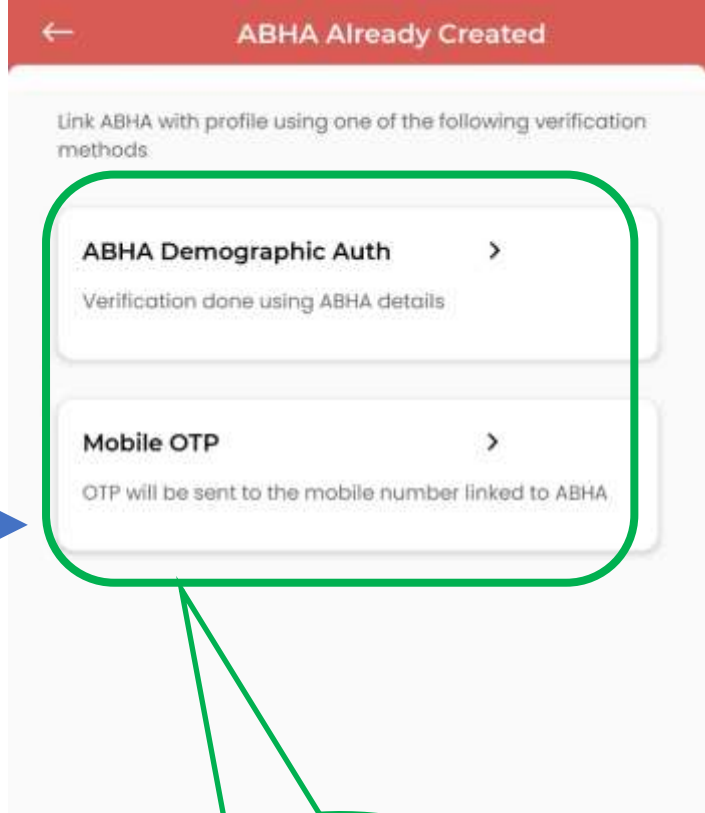 ABHA Already Created
Link ABHA with profile using one of the following verification
methods
ABHA Demographic Auth
Verification done using ABHA details
Mobile OTP
OTP will be sent to the mobile number linked to ABHA